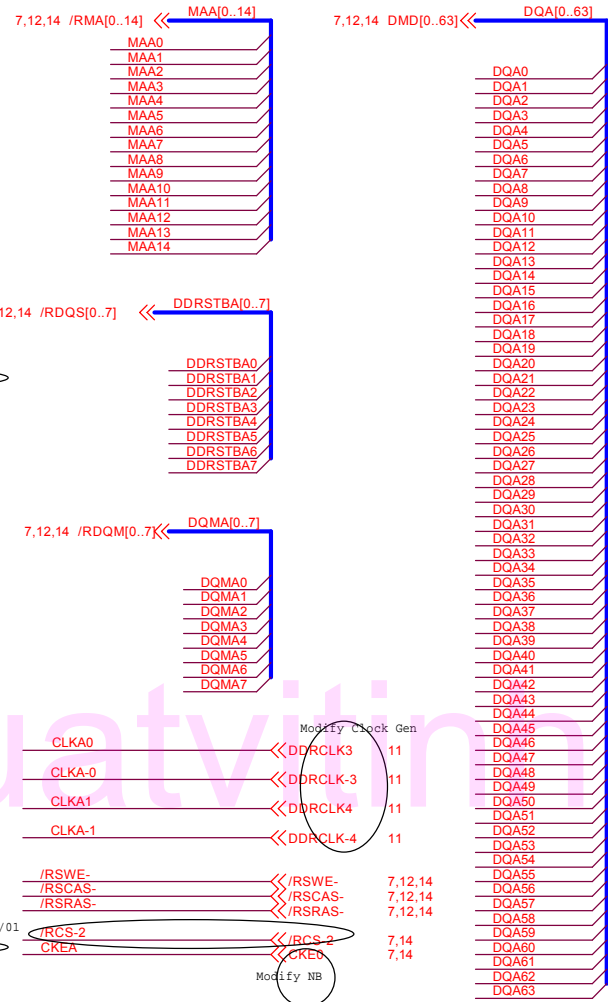 7,12,14 /RMA[0..14] MAA[0..14]
MAA0
MAA1
MAA2
MAA3
MAA4
MAA5
MAA6
MAA7
MAA8
MAA9
MAA10
MAA11
MAA12
MAA13
MAA14
12,14 /RDQS[0..7] DDRSTBA[0..7]
DDRSTBA0
DDRSTBA1
DDRSTBA2
DDRSTBA3
DDRSTBA4
DDRSTBA5
DDRSTBA6
DDRSTBA7
7,12,14 /RDQM[0..7] DQMA[0..7]
DQMA0
DQMA1
DQMA2
DQMA3
DQMA4
DQMA5
DQMA6
DQMA7
Modify Clock Gen
CLKA0 DDRCLK3 11
CLKA-0 DDRCLK-3 11
CLKA1 DDRCLK4 11
CLKA-1 DDRCLK-4 11
/RSWE- /RSWE- 7,12,14
/RSCAS- /RSCAS- 7,12,14
/RSRAS- /RSRAS- 7,12,14
/01
/RCS-2 /RCS-2 7,14
CKEA CKE0 7,14
Modify NB
7,12,14 DMD[0..63] DQA[0..63]
DQA0
DQA1
DQA2
DQA3
DQA4
DQA5
DQA6
DQA7
DQA8
DQA9
DQA10
DQA11
DQA12
DQA13
DQA14
DQA15
DQA16
DQA17
DQA18
DQA19
DQA20
DQA21
DQA22
DQA23
DQA24
DQA25
DQA26
DQA27
DQA28
DQA29
DQA30
DQA31
DQA32
DQA33
DQA34
DQA35
DQA36
DQA37
DQA38
DQA39
DQA40
DQA41
DQA42
DQA43
DQA44
DQA45
DQA46
DQA47
DQA48
DQA49
DQA50
DQA51
DQA52
DQA53
DQA54
DQA55
DQA56
DQA57
DQA58
DQA59
DQA60
DQA61
DQA62
DQA63
uatvitinh